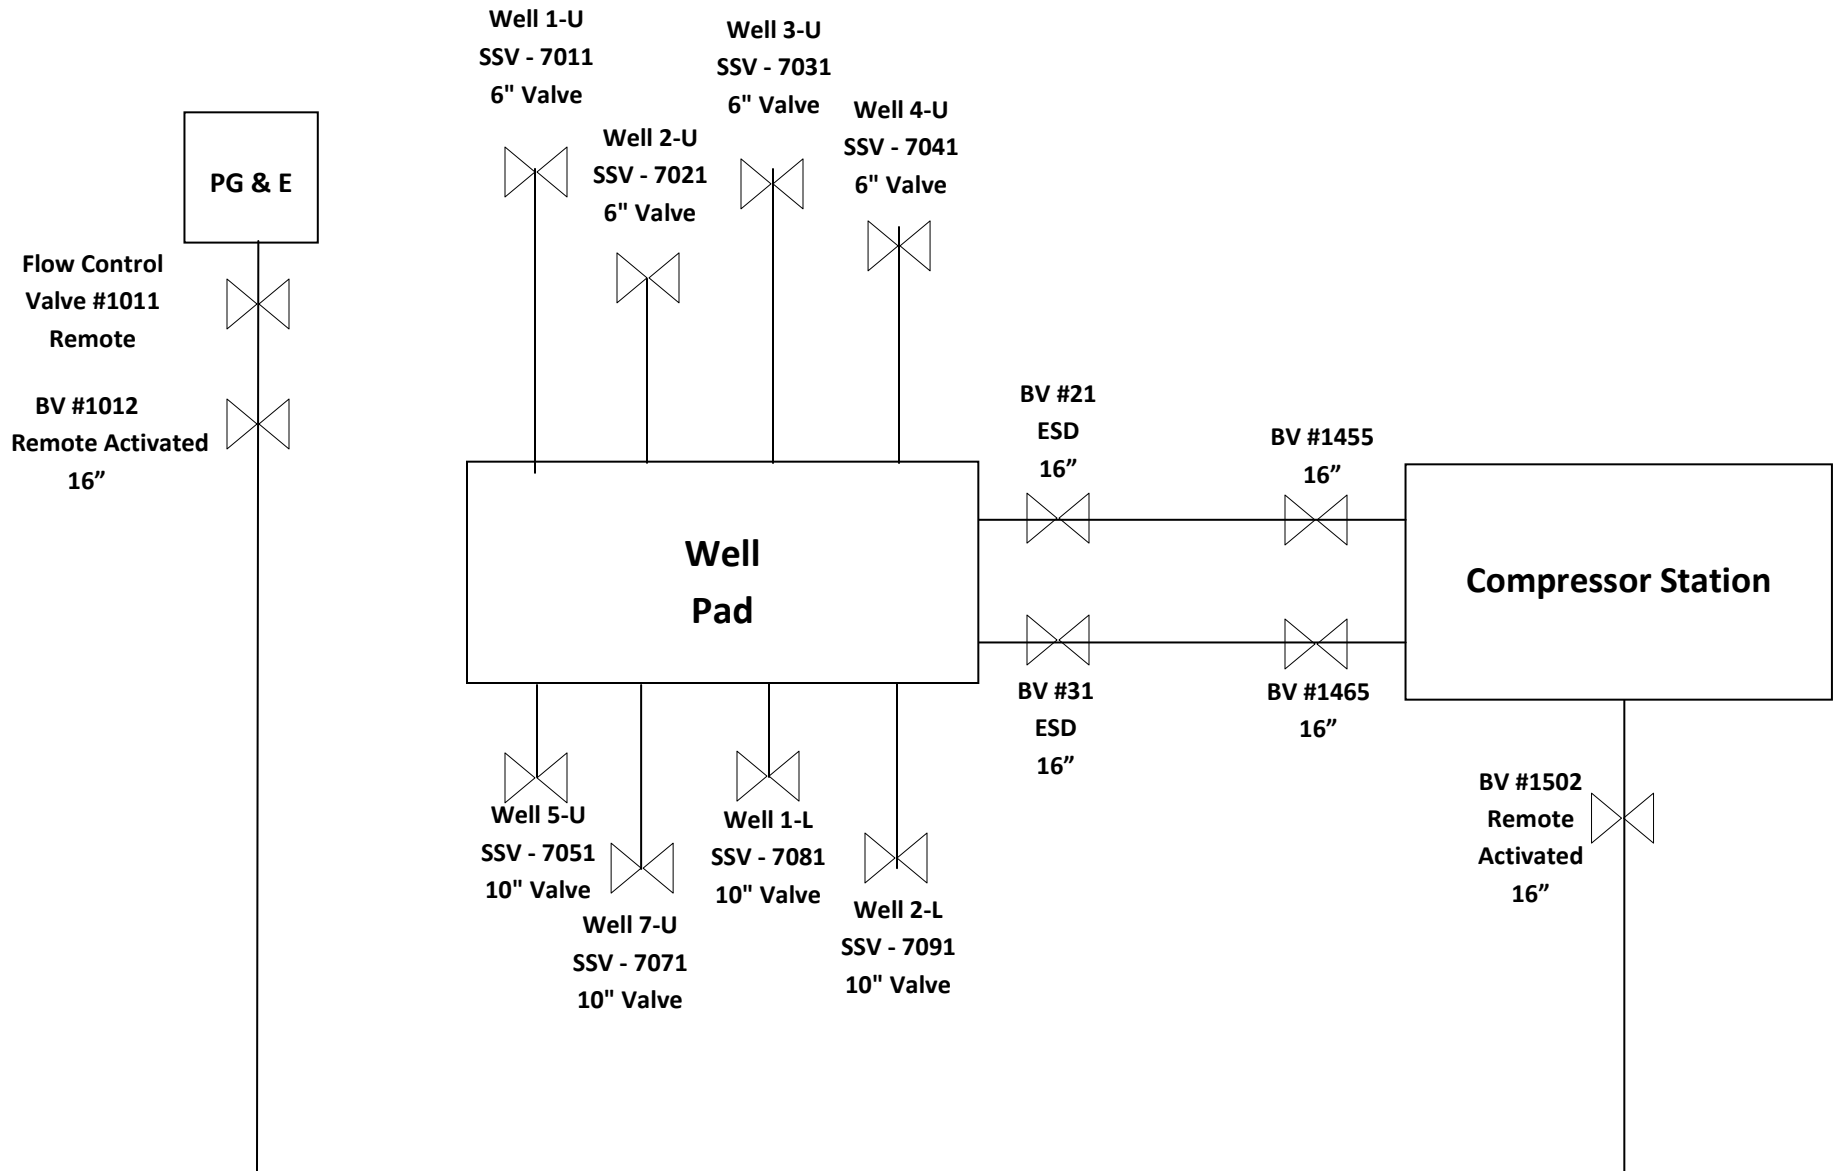 Well 1-U
SSV - 7011
6" Valve
Well 3-U
SSV - 7031
6" Valve
Well 2-U
SSV - 7021
6" Valve
Well 4-U
SSV - 7041
6" Valve
PG & E
Flow Control
Valve #1011
Remote
BV #1012
Remote Activated
16”
BV #21
ESD
16”
BV #1455
16”
Well
Pad
Compressor Station
BV #31
ESD
16”
BV #1465
16”
Well 5-U
SSV - 7051
10" Valve
Well 7-U
SSV - 7071
10" Valve
Well 1-L
SSV - 7081
10" Valve
Well 2-L
SSV - 7091
10" Valve
BV #1502
Remote
Activated
16”